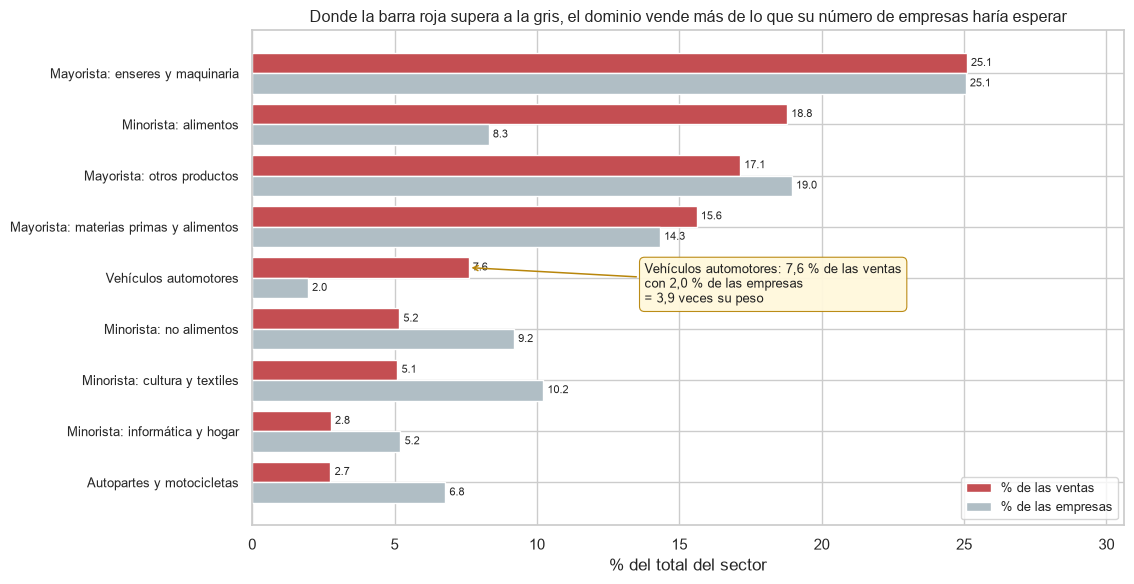 Donde la barra roja supera a la gris, el dominio vende más de lo que su número de empresas haría esperar
Mayorista: enseres y maquinaria
25.1
25.1
Minorista: alimentos
18.8
8.3
Mayorista: otros productos
17.1
19.0
Mayorista: materias primas y alimentos
15.6
14.3
Vehículos automotores
7.6
2.0
Vehículos automotores: 7,6 % de las ventas
con 2,0 % de las empresas
= 3,9 veces su peso
Minorista: no alimentos
5.2
9.2
Minorista: cultura y textiles
5.1
10.2
Minorista: informática y hogar
2.8
5.2
Autopartes y motocicletas
2.7
6.8
% de las ventas
% de las empresas
0 5 10 15 20 25 30
% del total del sector